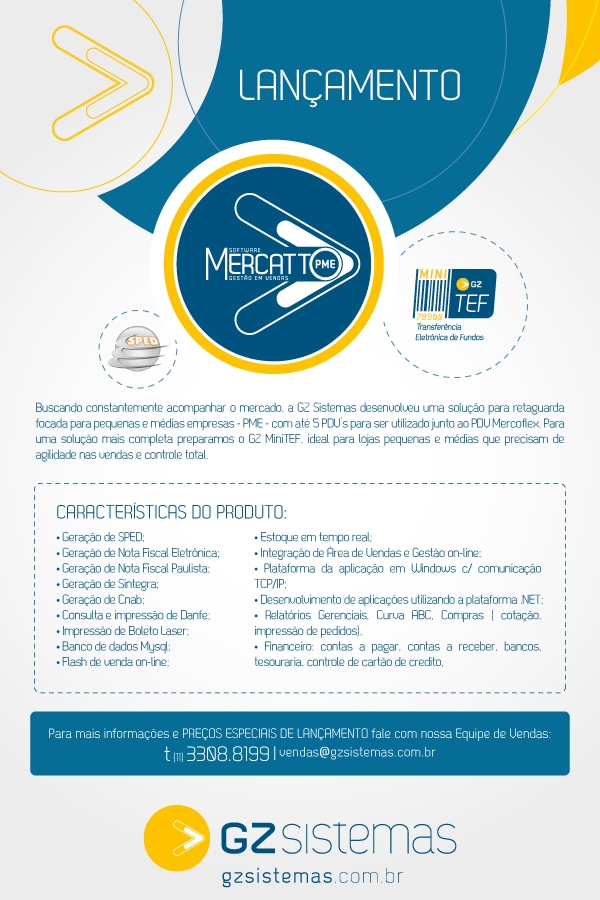 LANÇAMENTO
SOFTWARE
MERCATTO PME
GESTÃO EM VENDAS
MINI
GZ
TEF
78900
Transferência
Eletrônica de Fundos
SPED
Buscando constantemente acompanhar o mercado, a GZ Sistemas desenvolveu uma solução para retaguarda
focada para pequenas e médias empresas - PME - com até 5 PDV's para ser utilizado junto ao PDV Mercoflex. Para
uma solução mais completa preparamos o GZ MiniTEF, ideal para lojas pequenas e médias que precisam de
agilidade nas vendas e controle total.
CARACTERÍSTICAS DO PRODUTO:
• Geração de SPED;
• Geração de Nota Fiscal Eletrônica;
• Geração de Nota Fiscal Paulista;
• Geração de Sintegra;
• Geração de Cnab;
• Consulta e impressão de Danfe;
• Impressão de Boleto Laser;
• Banco de dados Mysql;
• Flash de venda on-line;
• Estoque em tempo real;
• Integração de Área de Vendas e Gestão on-line;
• Plataforma da aplicação em Windows c/ comunicação
TCP/IP;
• Desenvolvimento de aplicações utilizando a plataforma .NET;
• Relatórios Gerenciais, Curva ABC, Compras ( cotação,
impressão de pedidos),
• Financeiro: contas a pagar, contas a receber, bancos,
tesouraria, controle de cartão de credito,
Para mais informações e PREÇOS ESPECIAIS DE LANÇAMENTO fale com nossa Equipe de Vendas:
t (11) 3308.8199 | vendas@gzsistemas.com.br
GZsistemas
gzsistemas.com.br